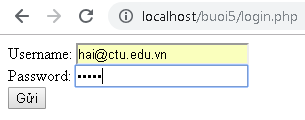 localhost/buoi5/login.php
Username: hai@ctu.edu.vn
Password: •••••
Gửi